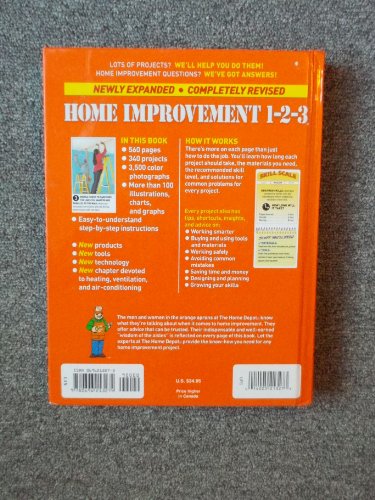 LOTS OF PROJECTS? WE'LL HELP YOU DO THEM!
HOME IMPROVEMENT QUESTIONS? WE'VE GOT ANSWERS!
NEWLY EXPANDED • COMPLETELY REVISED
HOME IMPROVEMENT 1-2-3
IN THIS BOOK
• 560 pages
• 340 projects
• 3,500 color
photographs
• More than 100
illustrations,
charts,
and graphs
• Easy-to-understand
step-by-step instructions
• New products
• New tools
• New technology
• New chapter devoted
to heating, ventilation,
and air-conditioning
HOW IT WORKS
There's more on each page than just
how to do the job. You'll learn how long each
project should take, the materials you need,
the recommended skill
level, and solutions for
common problems for
every project.
SKILL SCALE
Every project also has
tips, shortcuts, insights,
and advice on:
• Working smarter
• Buying and using tools
and materials
• Working safely
• Avoiding common
mistakes
• Saving time and money
• Designing and planning
• Growing your skills
The men and women in the orange aprons at The Home Depot® know
what they're talking about when it comes to home improvement. They
offer advice that can be trusted. Their indispensable and well-earned
"wisdom of the aisles" is reflected on every page of this book. Let the
experts at The Home Depot® provide the know-how you need for any
home improvement project.
U.S. $34.95
Price higher
in Canada